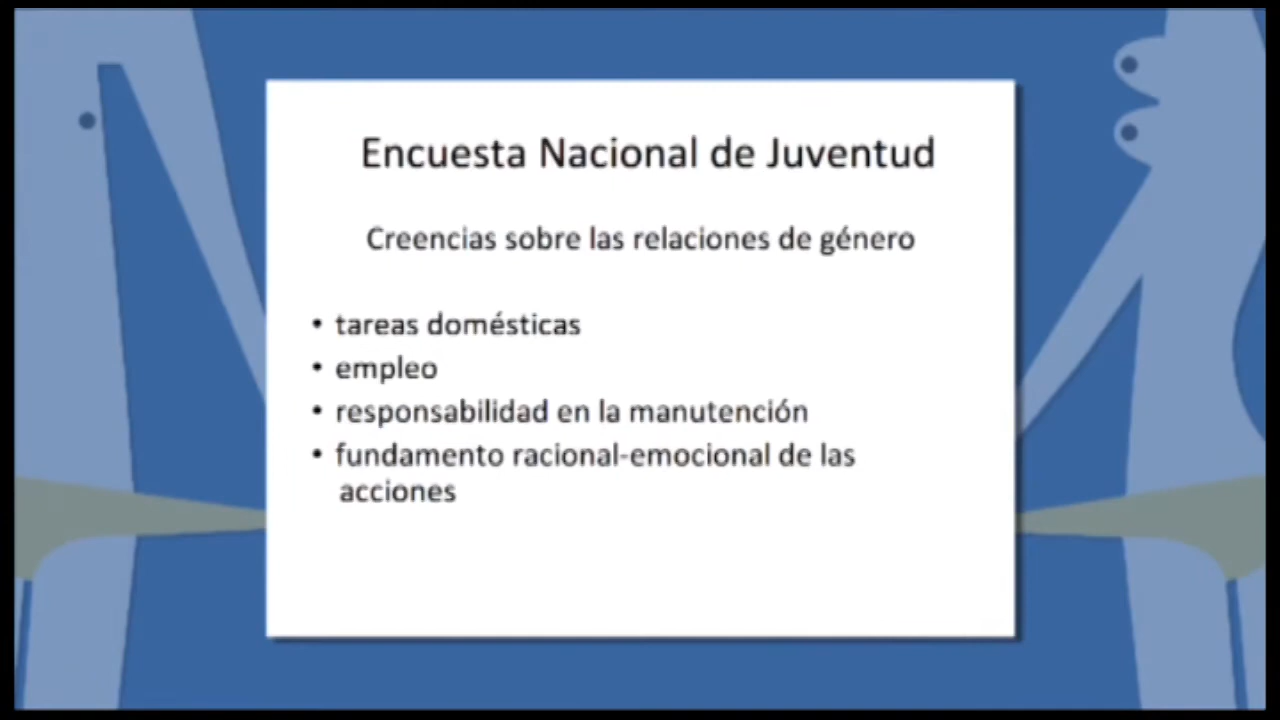 Encuesta Nacional de Juventud
Creencias sobre las relaciones de género
• tareas domésticas
• empleo
• responsabilidad en la manutención
• fundamento racional-emocional de las
acciones